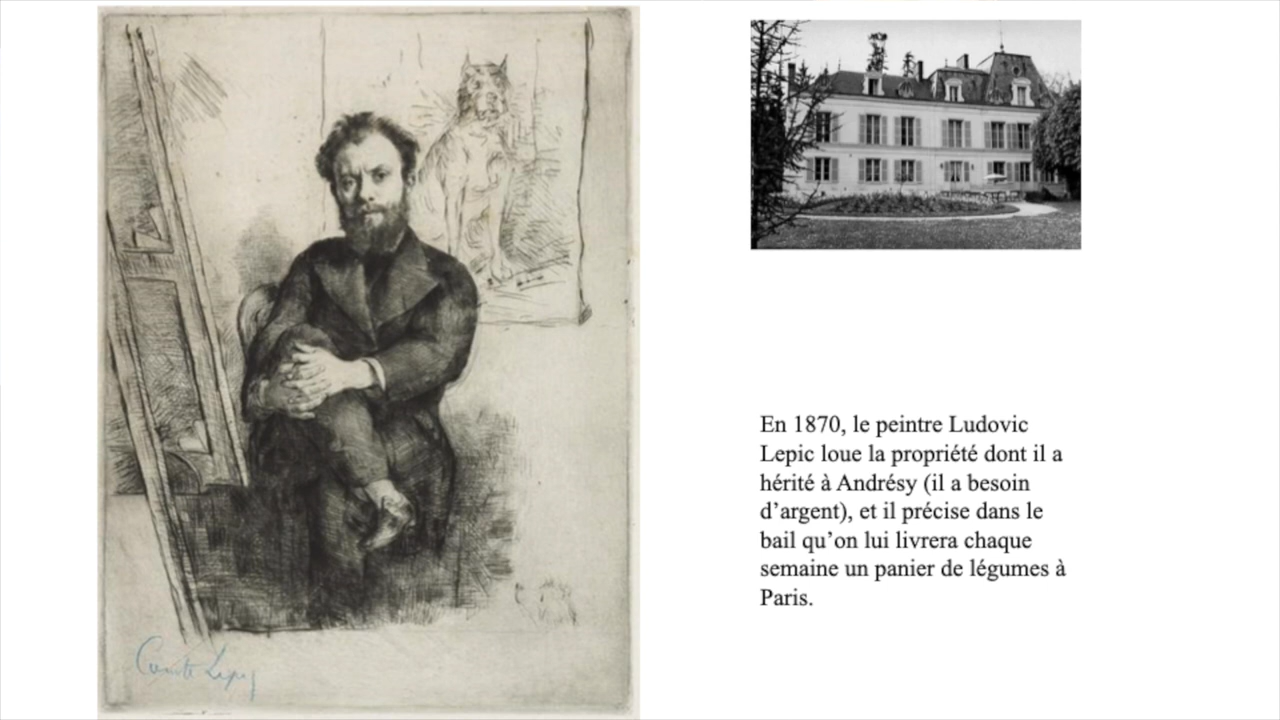 Comte Lepic
En 1870, le peintre Ludovic
Lepic loue la propriété dont il a
hérité à Andrésy (il a besoin
d’argent), et il précise dans le
bail qu’on lui livrera chaque
semaine un panier de légumes à
Paris.